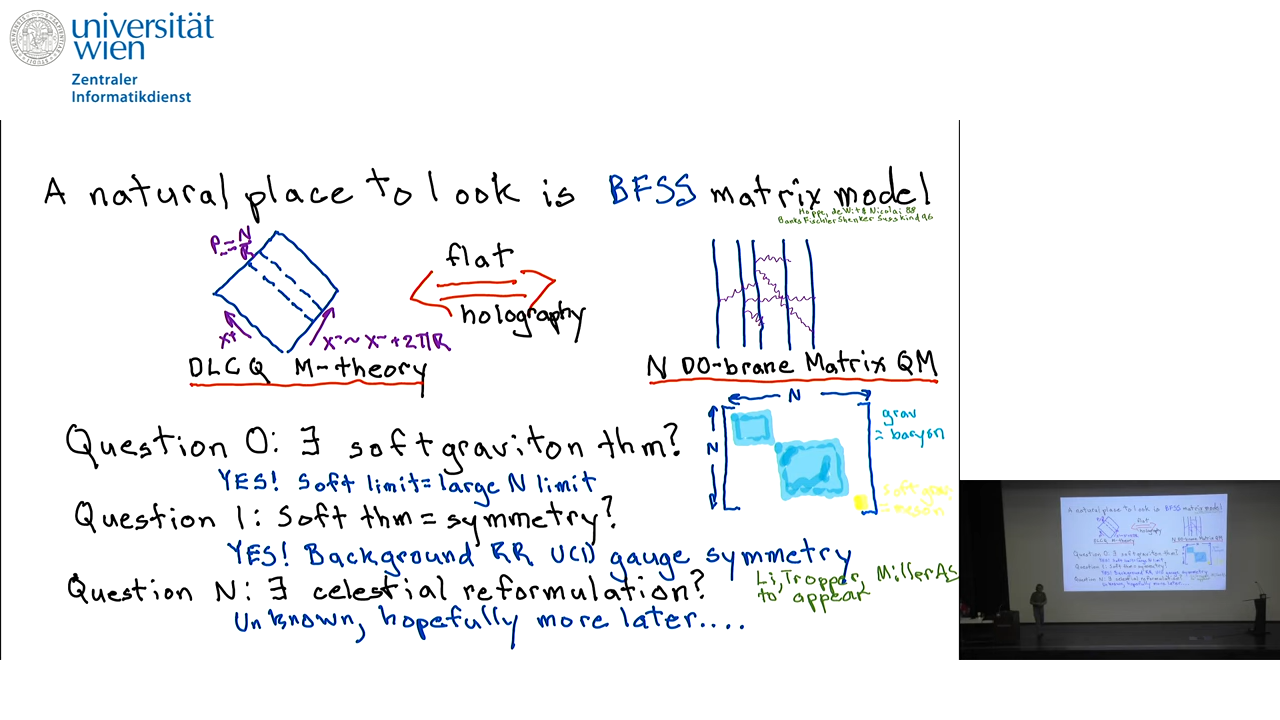 universität
wien
Zentraler
Informatikdienst
A natural place to look is BFSS matrix model
Hoppe, deWit & Nicolai 88
Banks Fischler Shenker Susskind 96
P_- = N/R
flat
holography
x⁺
x⁻ ~ x⁻ + 2πR
DLCQ M-theory
N D0-brane Matrix QM
N
N
grav
= baryon
Question 0: ∃ soft graviton thm?
YES! Soft limit = large N limit
soft grav
= meson
Question 1: Soft thm = symmetry?
YES! Background RR U(1) gauge symmetry
Question N: ∃ celestial reformulation?
Li, Tropper, Miller AS
to appear
Unknown, hopefully more later....